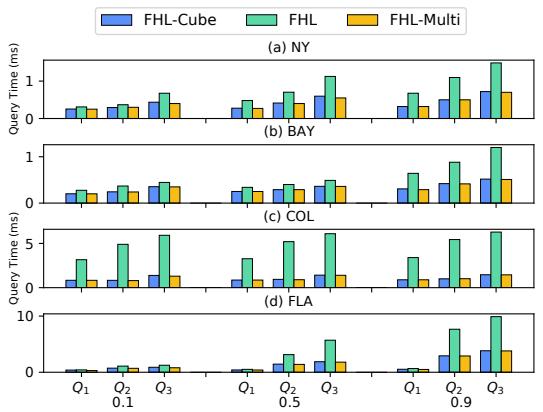 FHL-Cube FHL FHL-Multi
(a) NY
Query Time (ms)
1
0
(b) BAY
1
0
(c) COL
Query Time (ms)
5
0
(d) FLA
10
0
Q1 Q2 Q3 Q1 Q2 Q3 Q1 Q2 Q3
0.1 0.5 0.9